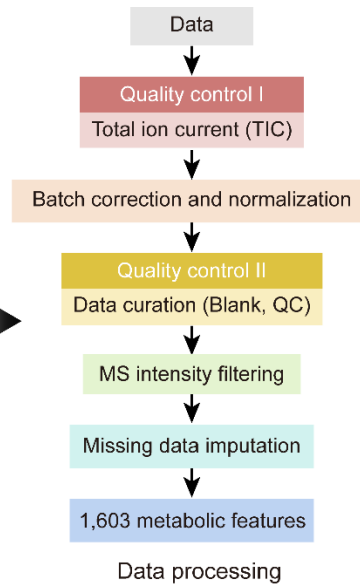 Data
Quality control I
Total ion current (TIC)
Batch correction and normalization
Quality control II
Data curation (Blank, QC)
MS intensity filtering
Missing data imputation
1,603 metabolic features
Data processing